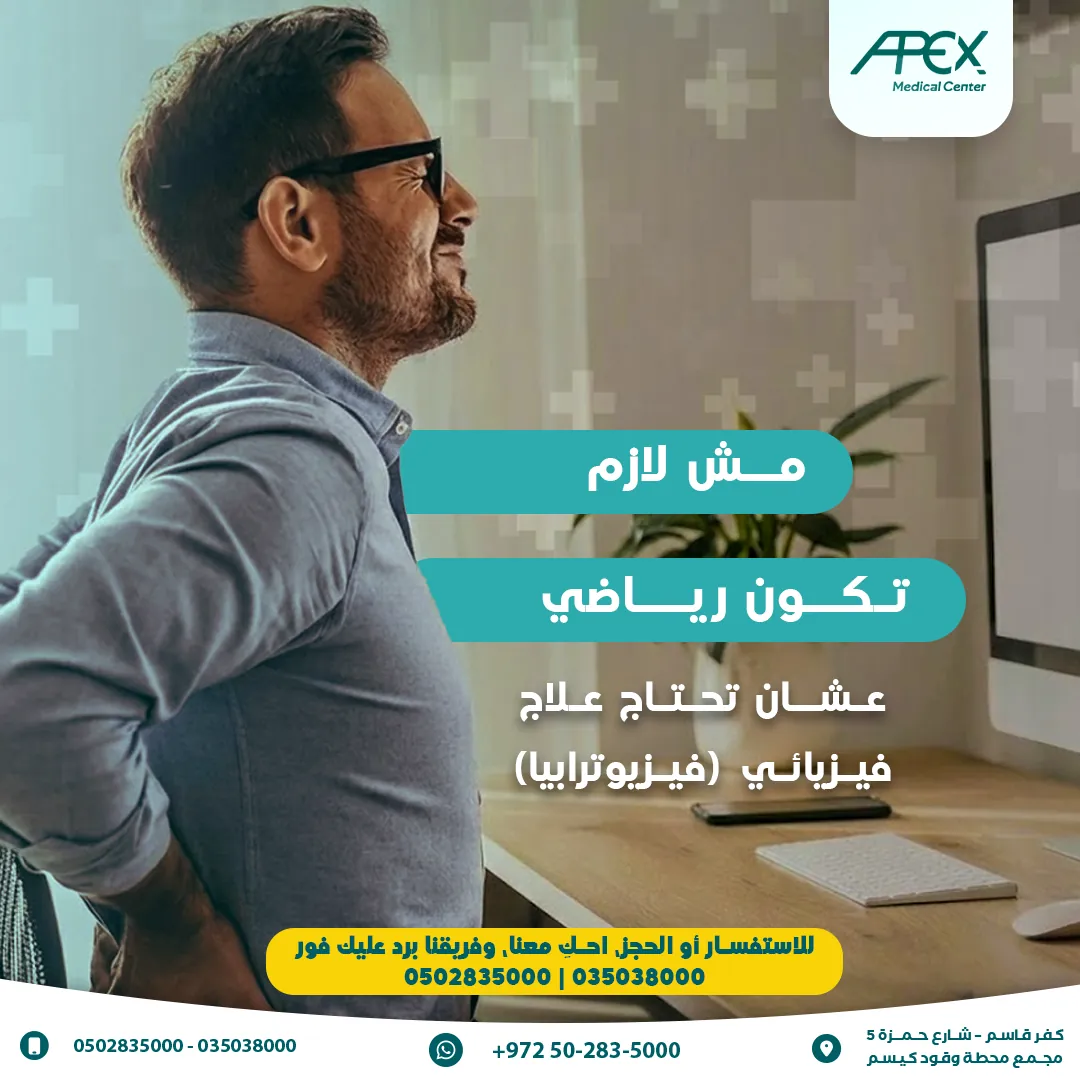 APEX
Medical Center
مش لازم
تكون رياضي
عشان تحتاج علاج
فيزيائي (فيزيوترابيا)
للاستفسار أو الحجز، احكِ معنا، وفريقنا برد عليك فور
0502835000 | 035038000
0502835000 - 035038000
+972 50-283-5000
كفر قاسم - شارع حمزة 5
مجمع محطة وقود كيسم